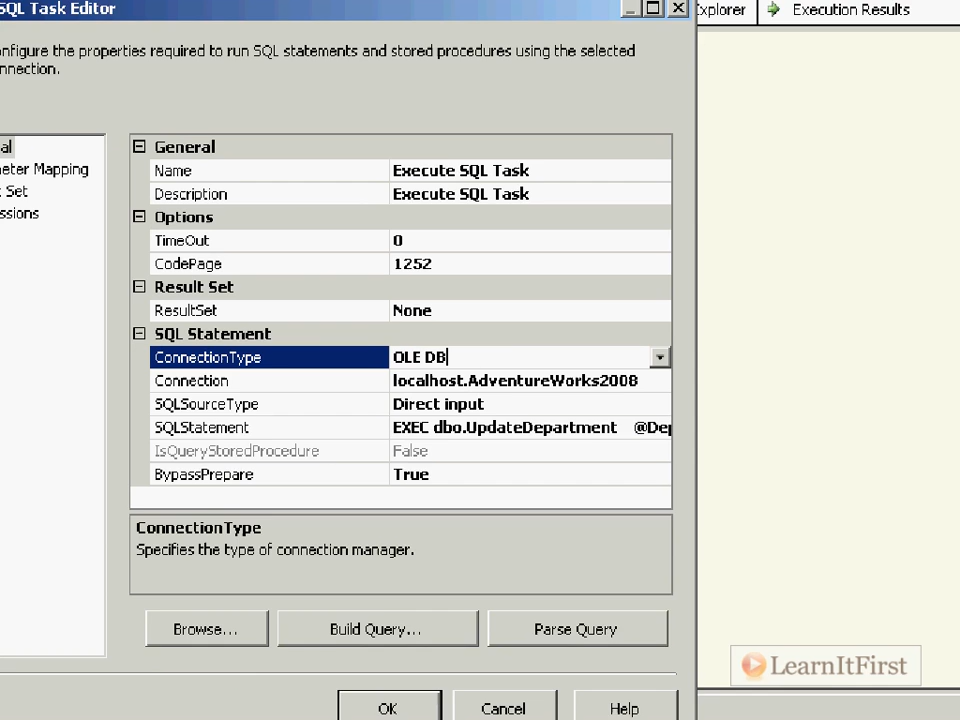 SQL Task Editor
xplorer
Execution Results
onfigure the properties required to run SQL statements and stored procedures using the selected
nnection.
al
neter Mapping
Set
ssions
General
Name Execute SQL Task
Description Execute SQL Task
Options
TimeOut 0
CodePage 1252
Result Set
ResultSet None
SQL Statement
ConnectionType OLE DB
Connection localhost.AdventureWorks2008
SQLSourceType Direct input
SQLStatement EXEC dbo.UpdateDepartment @Dep
IsQueryStoredProcedure False
BypassPrepare True
ConnectionType
Specifies the type of connection manager.
Browse... Build Query... Parse Query
LearnItFirst
OK Cancel Help